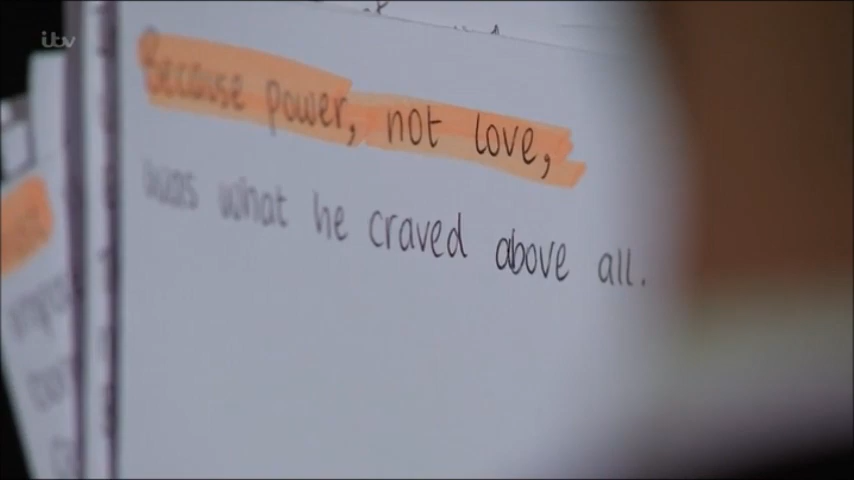 itv
Because power, not love,
was what he craved above all.